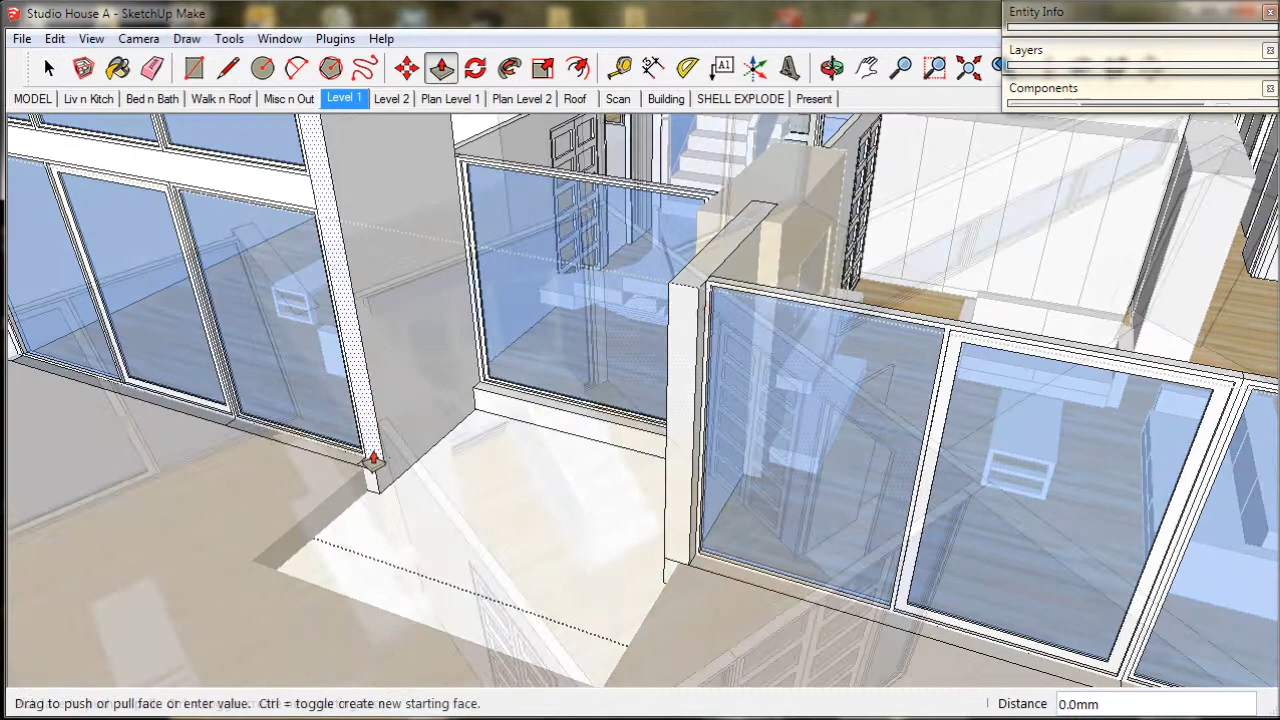 Studio House A - SketchUp Make
Entity Info
File Edit View Camera Draw Tools Window Plugins Help
Layers
A1
Components
MODEL Liv n Kitch Bed n Bath Walk n Roof Misc n Out Level 1 Level 2 Plan Level 1 Plan Level 2 Roof Scan Building SHELL EXPLODE Present
Drag to push or pull face or enter value. Ctrl = toggle create new starting face.
Distance 0.0mm